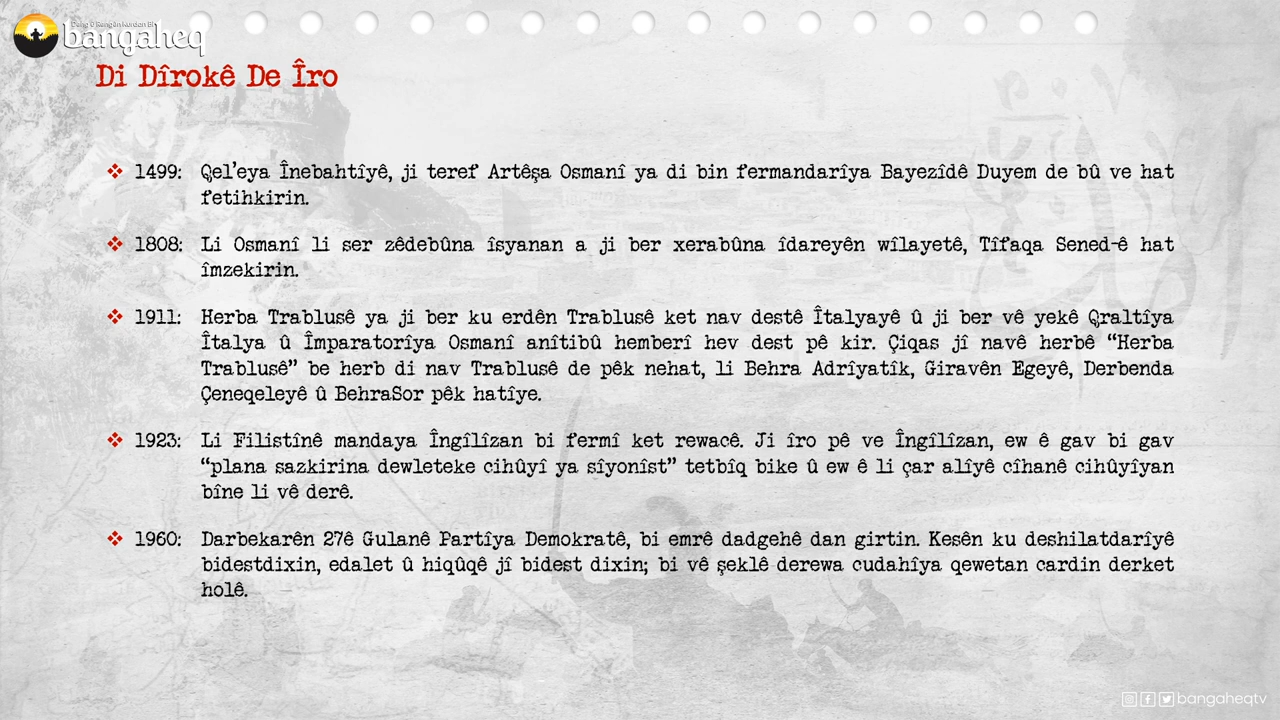 Deng û Rengên Kurdan Bi
bangaheq
Di Dîrokê De Îro
❖ 1499: Qel'eya Înebahtîyê, ji teref Artêşa Osmanî ya di bin fermandarîya Bayezîdê Duyem de bû ve hat
fetihkirin.
❖ 1808: Li Osmanî li ser zêdebûna îsyanan a ji ber xerabûna îdareyên wîlayetê, Tîfaqa Sened-ê hat
îmzekirin.
❖ 1911: Herba Trablusê ya ji ber ku erdên Trablusê ket nav destê Îtalyayê û ji ber vê yekê Qraltîya
Îtalya û Împaratorîya Osmanî anîtibû hemberî hev dest pê kir. Çiqas jî navê herbê “Herba
Trablusê” be herb di nav Trablusê de pêk nehat, li Behra Adrîyatîk, Giravên Egeyê, Derbenda
Çeneqeleyê û BehraSor pêk hatîye.
❖ 1923: Li Filistînê mandaya Îngîlîzan bi fermî ket rewacê. Ji îro pê ve Îngîlîzan, ew ê gav bi gav
“plana sazkirina dewleteke cihûyî ya sîyonîst” tetbîq bike û ew ê li çar alîyê cîhanê cihûyîyan
bîne li vê derê.
❖ 1960: Darbekarên 27ê Gulanê Partîya Demokratê, bi emrê dadgehê dan girtin. Kesên ku deshilatdarîyê
bidestdixin, edalet û hiqûqê jî bidest dixin; bi vê şeklê derewa cudahîya qewetan cardin derket
holê.
bangaheqtv